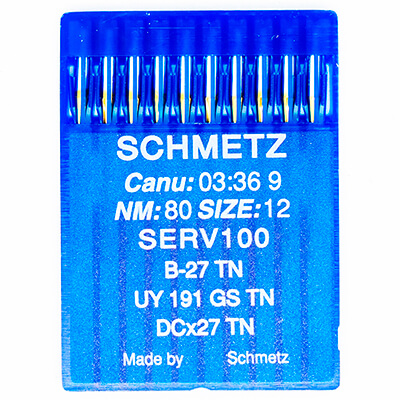 SCHMETZ
Canu: 03:36 9
NM: 80 SIZE: 12
SERV100
B-27 TN
UY 191 GS TN
DCx27 TN
Made by Schmetz